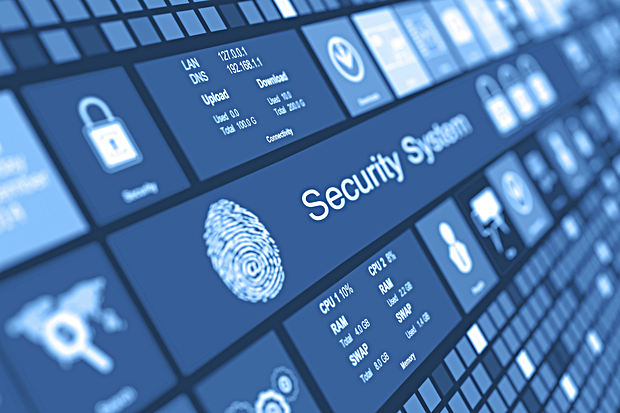 LAN 127.0.0.1
DNS 192.168.1.1
Upload
Used 0.0
Total 100.0 G
Download
Used 10.0
Total 200.0 G
Connectivity
Security
Security System
CPU 1 10%
RAM
Total 4.0 GB
SWAP
Total 8.0 GB
CPU 2 8%
RAM
Used 2.2 GB
SWAP
Used 1.4 GB
Memory